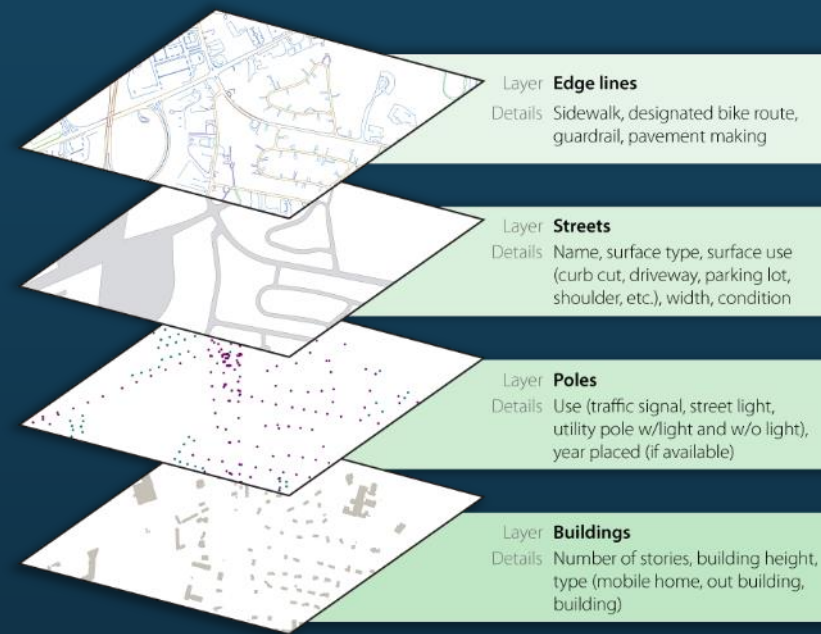 Layer Edge lines
Details Sidewalk, designated bike route,
guardrail, pavement making
Layer Streets
Details Name, surface type, surface use
(curb cut, driveway, parking lot,
shoulder, etc.), width, condition
Layer Poles
Details Use (traffic signal, street light,
utility pole w/light and w/o light),
year placed (if available)
Layer Buildings
Details Number of stories, building height,
type (mobile home, out building,
building)